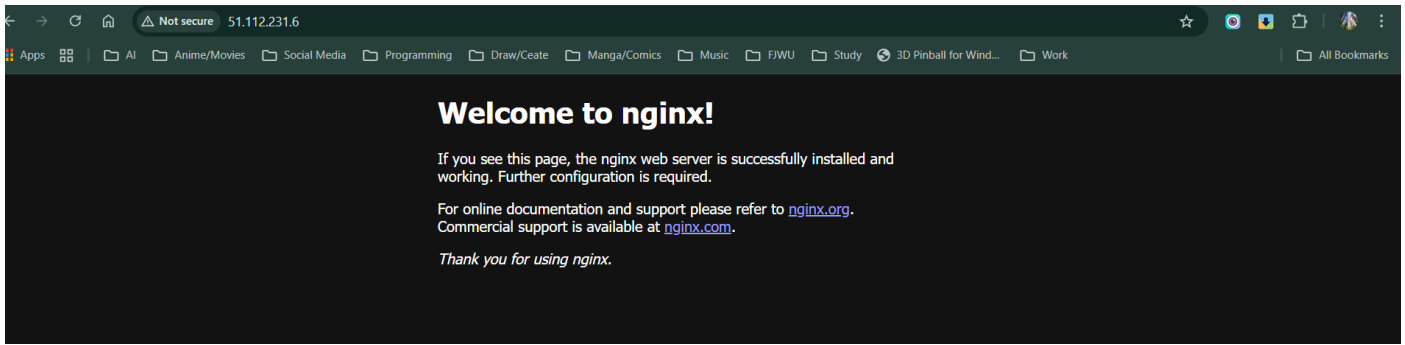 Not secure 51.112.231.6
Apps AI Anime/Movies Social Media Programming Draw/Ceate Manga/Comics Music FJWU Study 3D Pinball for Wind... Work All Bookmarks
Welcome to nginx!
If you see this page, the nginx web server is successfully installed and
working. Further configuration is required.
For online documentation and support please refer to nginx.org.
Commercial support is available at nginx.com.
Thank you for using nginx.